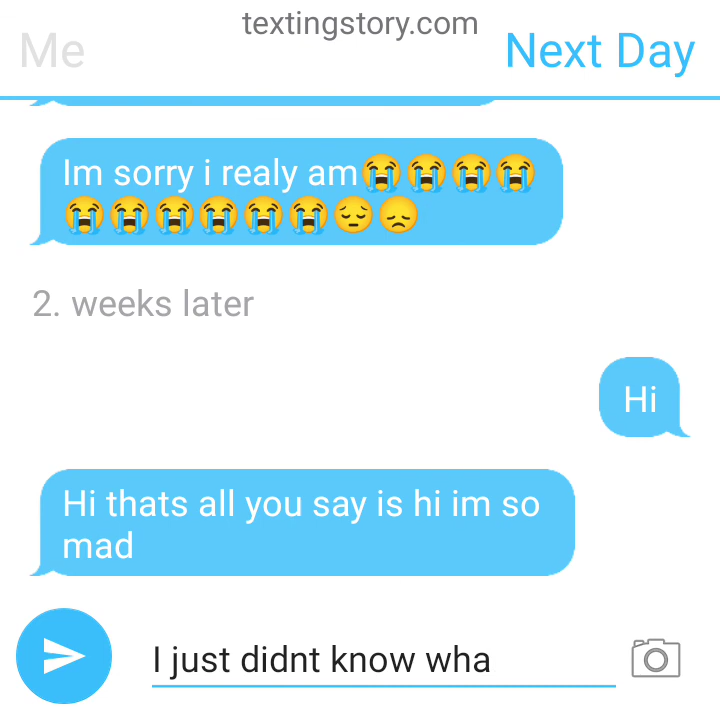 textingstory.com
Me
Next Day
Im sorry i realy am😭😭😭😭
😭😭😭😭😭😭😔😞
2. weeks later
Hi
Hi thats all you say is hi im so
mad
I just didnt know wha